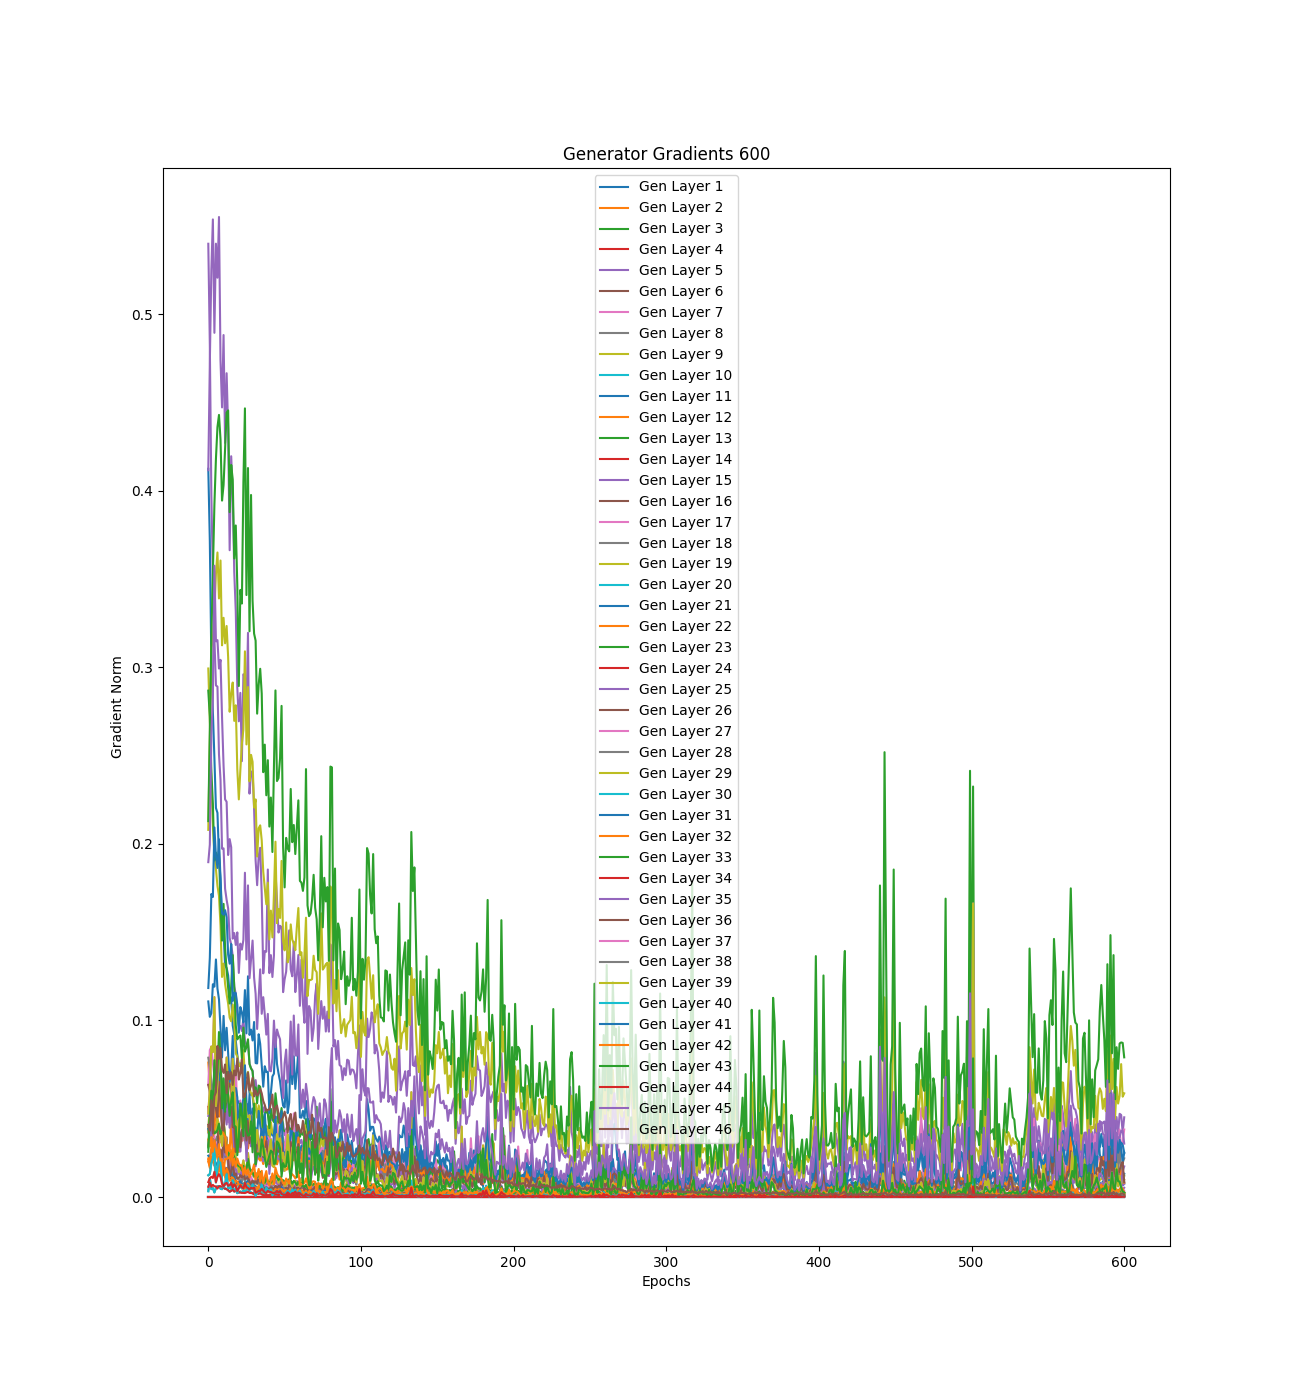 Generator Gradients 600
Gen Layer 1
Gen Layer 2
Gen Layer 3
Gen Layer 4
Gen Layer 5
Gen Layer 6
Gen Layer 7
Gen Layer 8
Gen Layer 9
Gen Layer 10
Gen Layer 11
Gen Layer 12
Gen Layer 13
Gen Layer 14
Gen Layer 15
Gen Layer 16
Gen Layer 17
Gen Layer 18
Gen Layer 19
Gen Layer 20
Gen Layer 21
Gen Layer 22
Gen Layer 23
Gen Layer 24
Gen Layer 25
Gen Layer 26
Gen Layer 27
Gen Layer 28
Gen Layer 29
Gen Layer 30
Gen Layer 31
Gen Layer 32
Gen Layer 33
Gen Layer 34
Gen Layer 35
Gen Layer 36
Gen Layer 37
Gen Layer 38
Gen Layer 39
Gen Layer 40
Gen Layer 41
Gen Layer 42
Gen Layer 43
Gen Layer 44
Gen Layer 45
Gen Layer 46
Gradient Norm
0.5
0.4
0.3
0.2
0.1
0.0
0 100 200 300 400 500 600
Epochs